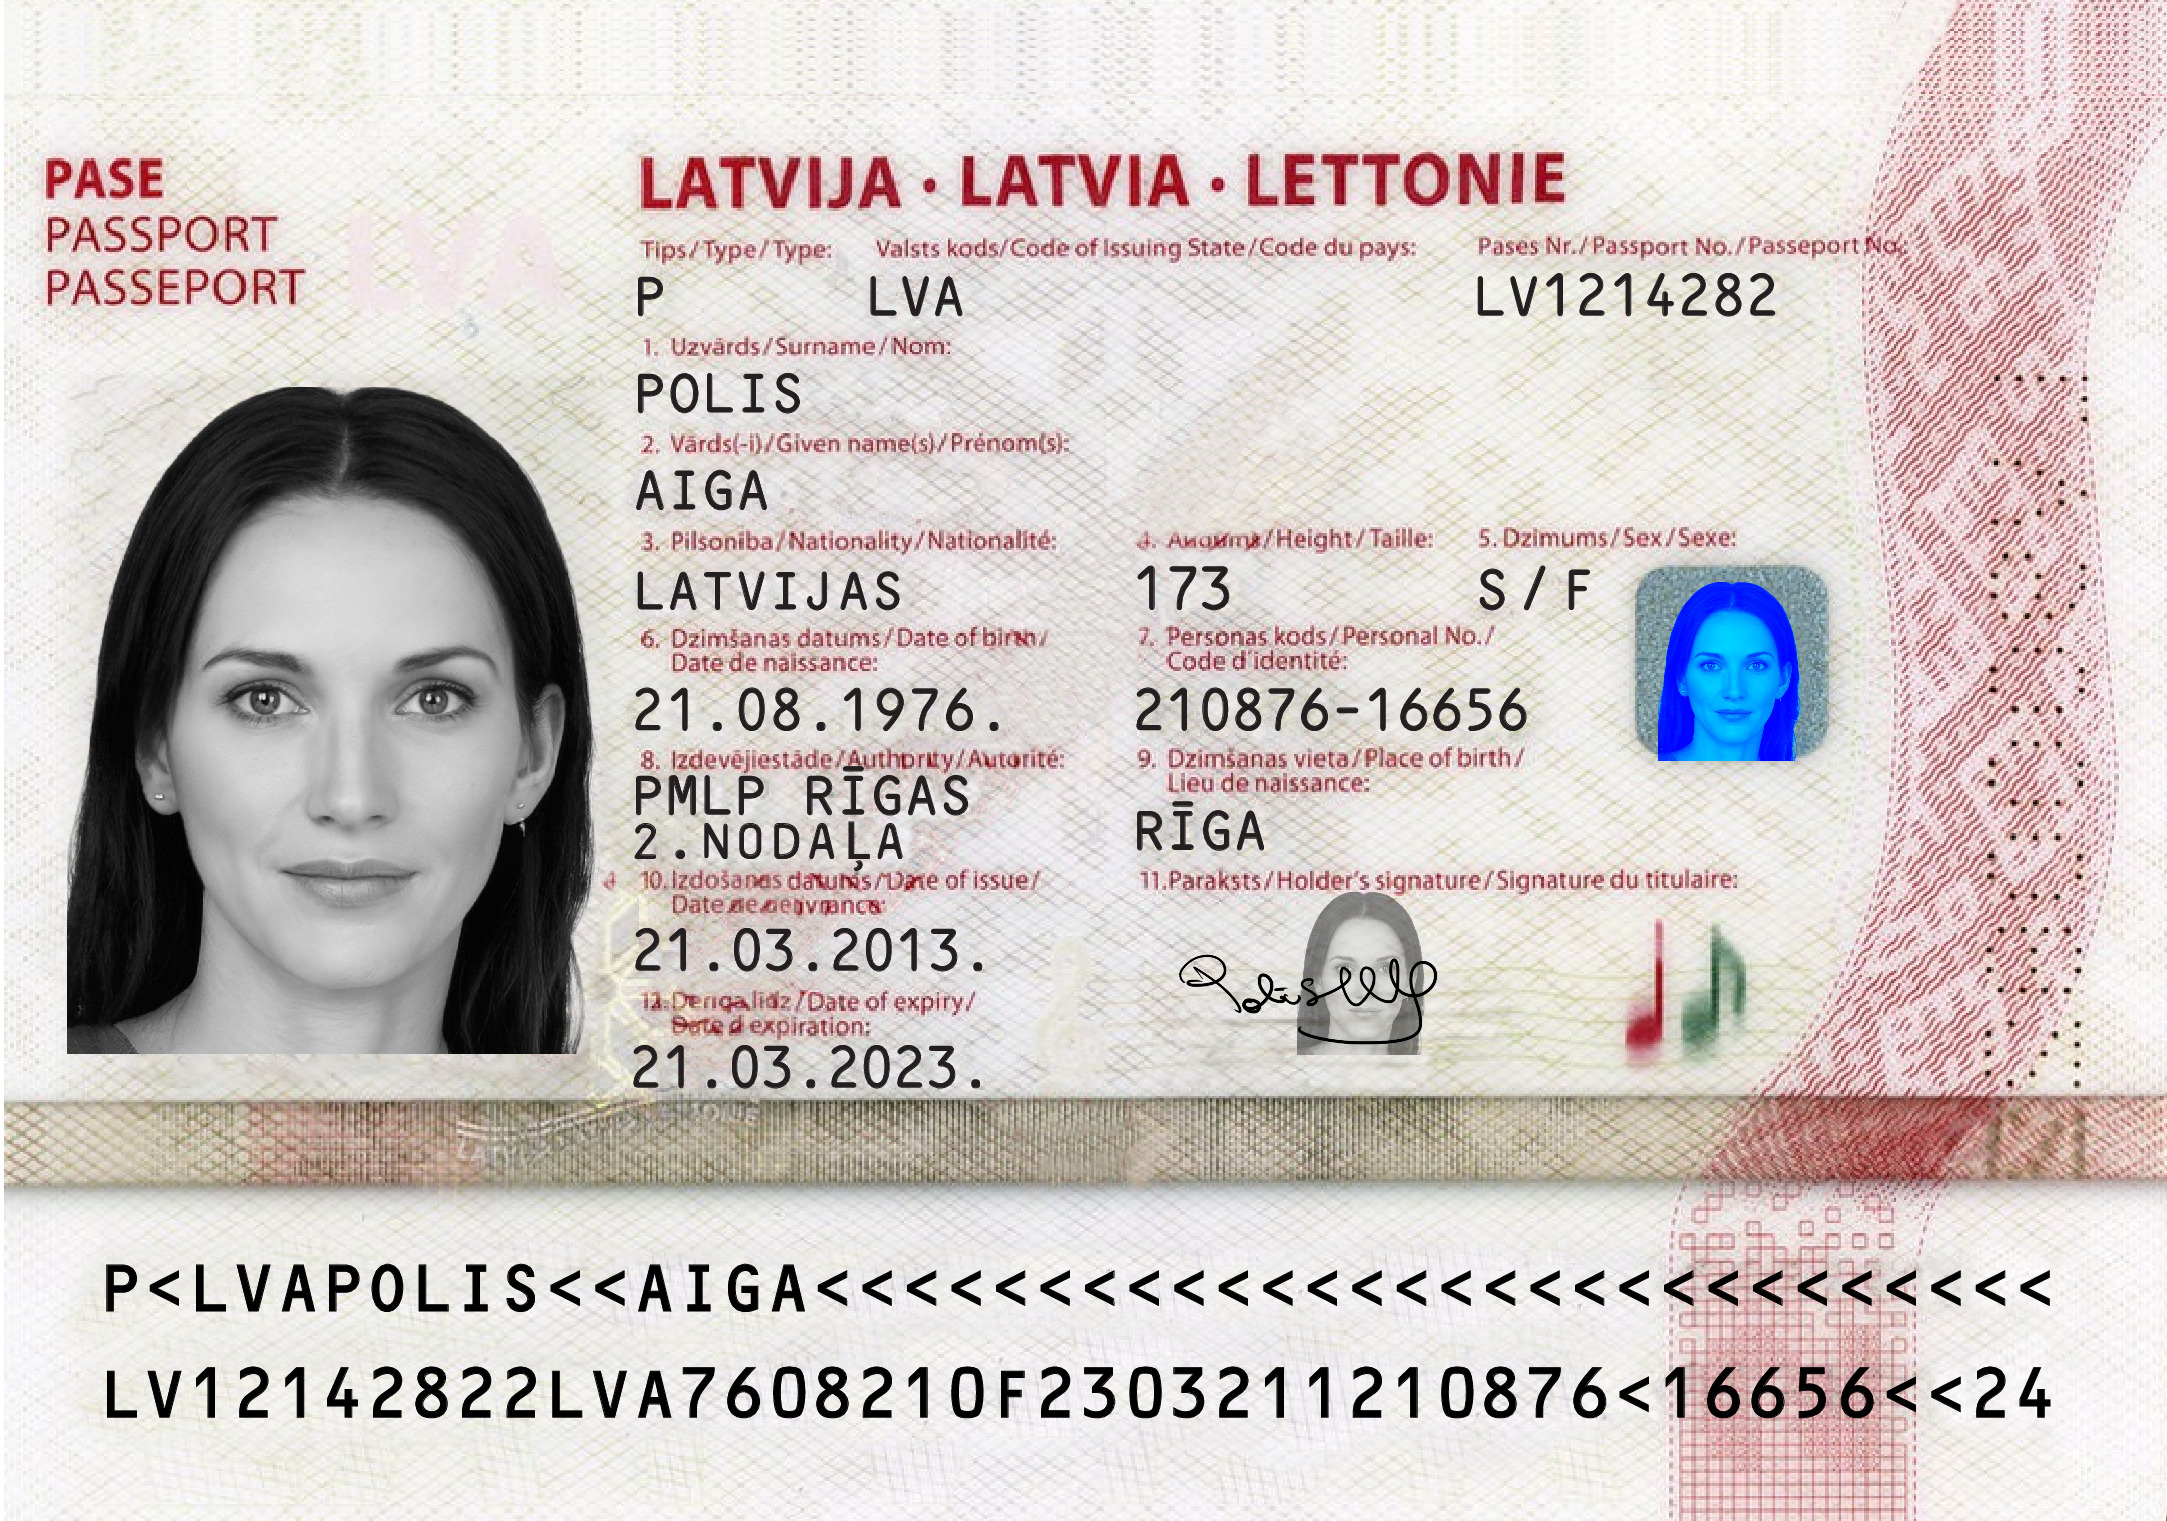 PASE
PASSPORT
PASSEPORT
LVA
LATVIJA · LATVIA · LETTONIE
Tips/Type/Type: Valsts kods/Code of Issuing State/Code du pays: Pases Nr./Passport No./Passeport No.:
P LVA LV1214282
1. Uzvārds/Surname/Nom:
POLIS
2. Vārds(-i)/Given name(s)/Prénom(s):
AIGA
3. Pilsonība/Nationality/Nationalité: 4. Augums/Height/Taille: 5. Dzimums/Sex/Sexe:
LATVIJAS 173 S/F
6. Dzimšanas datums/Date of birth/ 7. Personas kods/Personal No./
Date de naissance: Code d'identité:
21.08.1976. 210876-16656
8. Izdevējiestāde/Authority/Autorité: 9. Dzimšanas vieta/Place of birth/
Lieu de naissance:
PMLP RĪGAS
2.NODAĻA RĪGA
10. Izdošanas datums/Date of issue/ 11. Paraksts/Holder's signature/Signature du titulaire:
Date de
21.03.2013.
Polis
12. Derīga līdz/Date of expiry/
Date d expiration:
21.03.2023.
P<LVAPOLIS<<AIGA<<<<<<<<<<<<<<<<<<<<<<<<<<<<
LV12142822LVA7608210F2303211210876<16656<<24